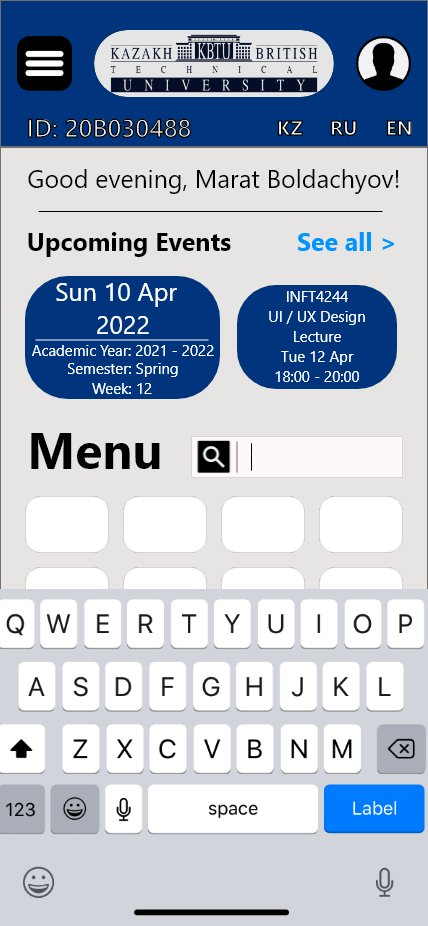 KAZAKH KBTU BRITISH
TECHNICAL
UNIVERSITY
ID: 20B030488 KZ RU EN
Good evening, Marat Boldachyov!
Upcoming Events See all >
Sun 10 Apr
2022
Academic Year: 2021 - 2022
Semester: Spring
Week: 12
INFT4244
UI / UX Design
Lecture
Tue 12 Apr
18:00 - 20:00
Menu
Q W E R T Y U I O P
A S D F G H J K L
Z X C V B N M
123 space Label